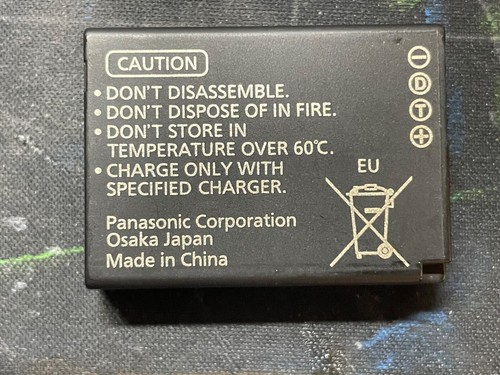 CAUTION
• DON'T DISASSEMBLE.
• DON'T DISPOSE OF IN FIRE.
• DON'T STORE IN
TEMPERATURE OVER 60℃.
• CHARGE ONLY WITH
SPECIFIED CHARGER.
Panasonic Corporation
Osaka Japan
Made in China
EU
−
D
T
+